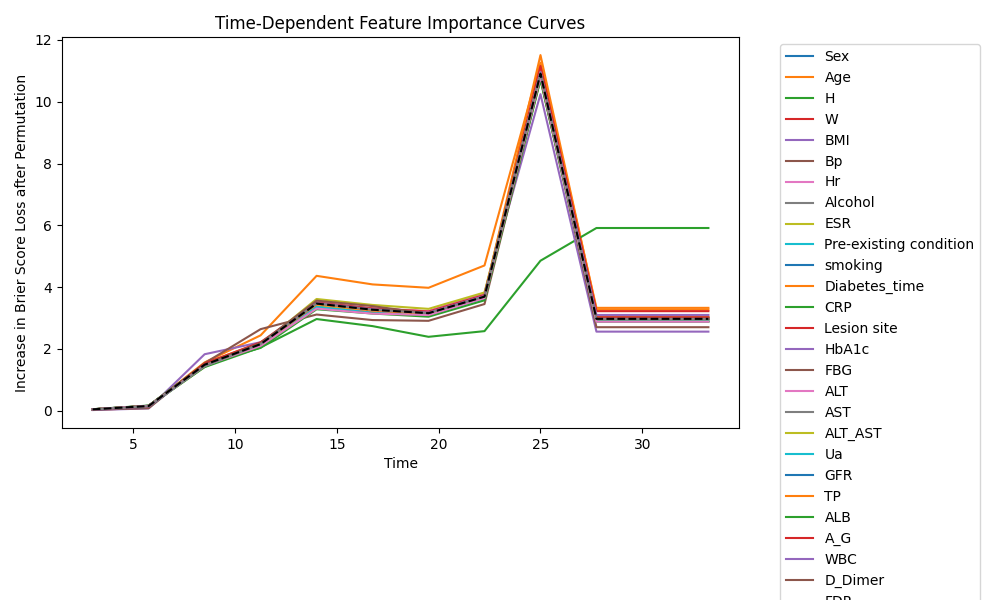 Time-Dependent Feature Importance Curves
Increase in Brier Score Loss after Permutation
12
10
8
6
4
2
0
5
10
15
20
25
30
Time
Sex
Age
H
W
BMI
Bp
Hr
Alcohol
ESR
Pre-existing condition
smoking
Diabetes_time
CRP
Lesion site
HbA1c
FBG
ALT
AST
ALT_AST
Ua
GFR
TP
ALB
A_G
WBC
D_Dimer